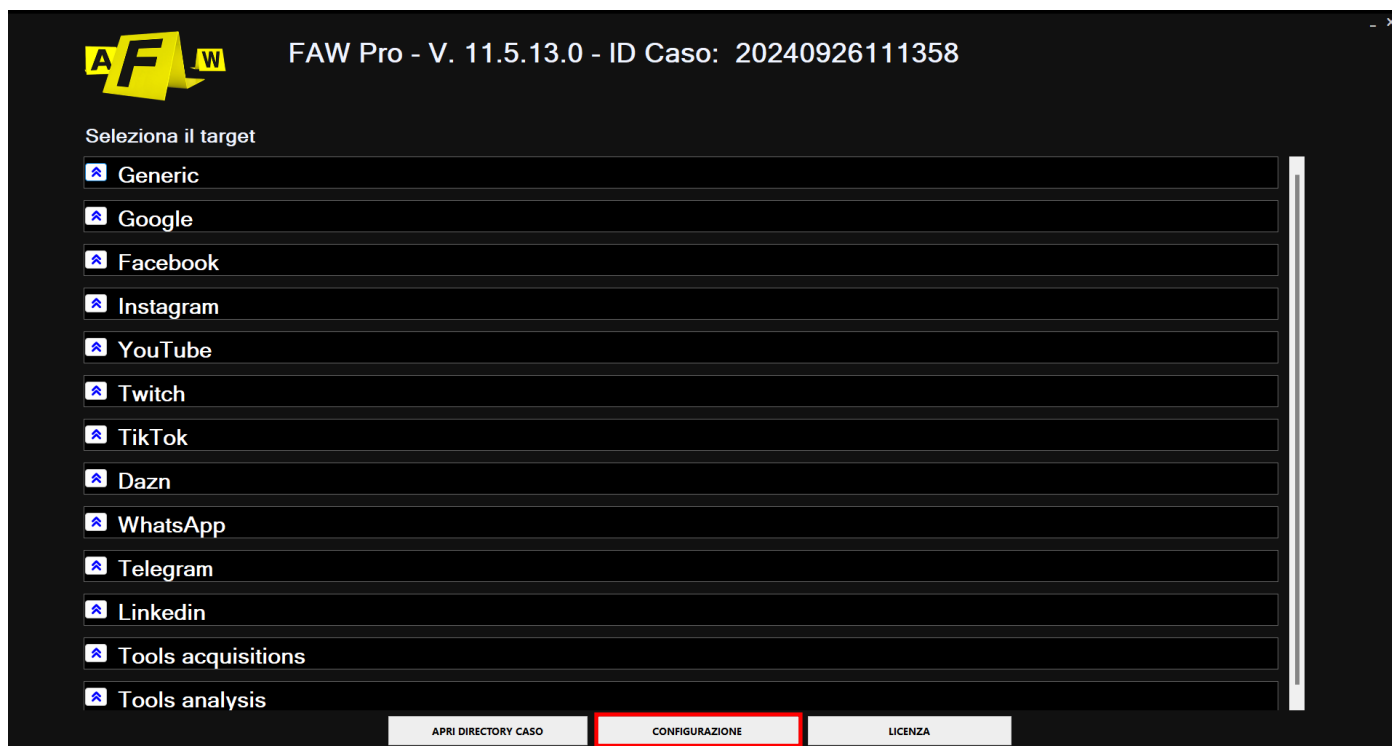 A F W
FAW Pro - V. 11.5.13.0 - ID Caso: 20240926111358
Seleziona il target
Generic
Google
Facebook
Instagram
YouTube
Twitch
TikTok
Dazn
WhatsApp
Telegram
Linkedin
Tools acquisitions
Tools analysis
APRI DIRECTORY CASO CONFIGURAZIONE LICENZA